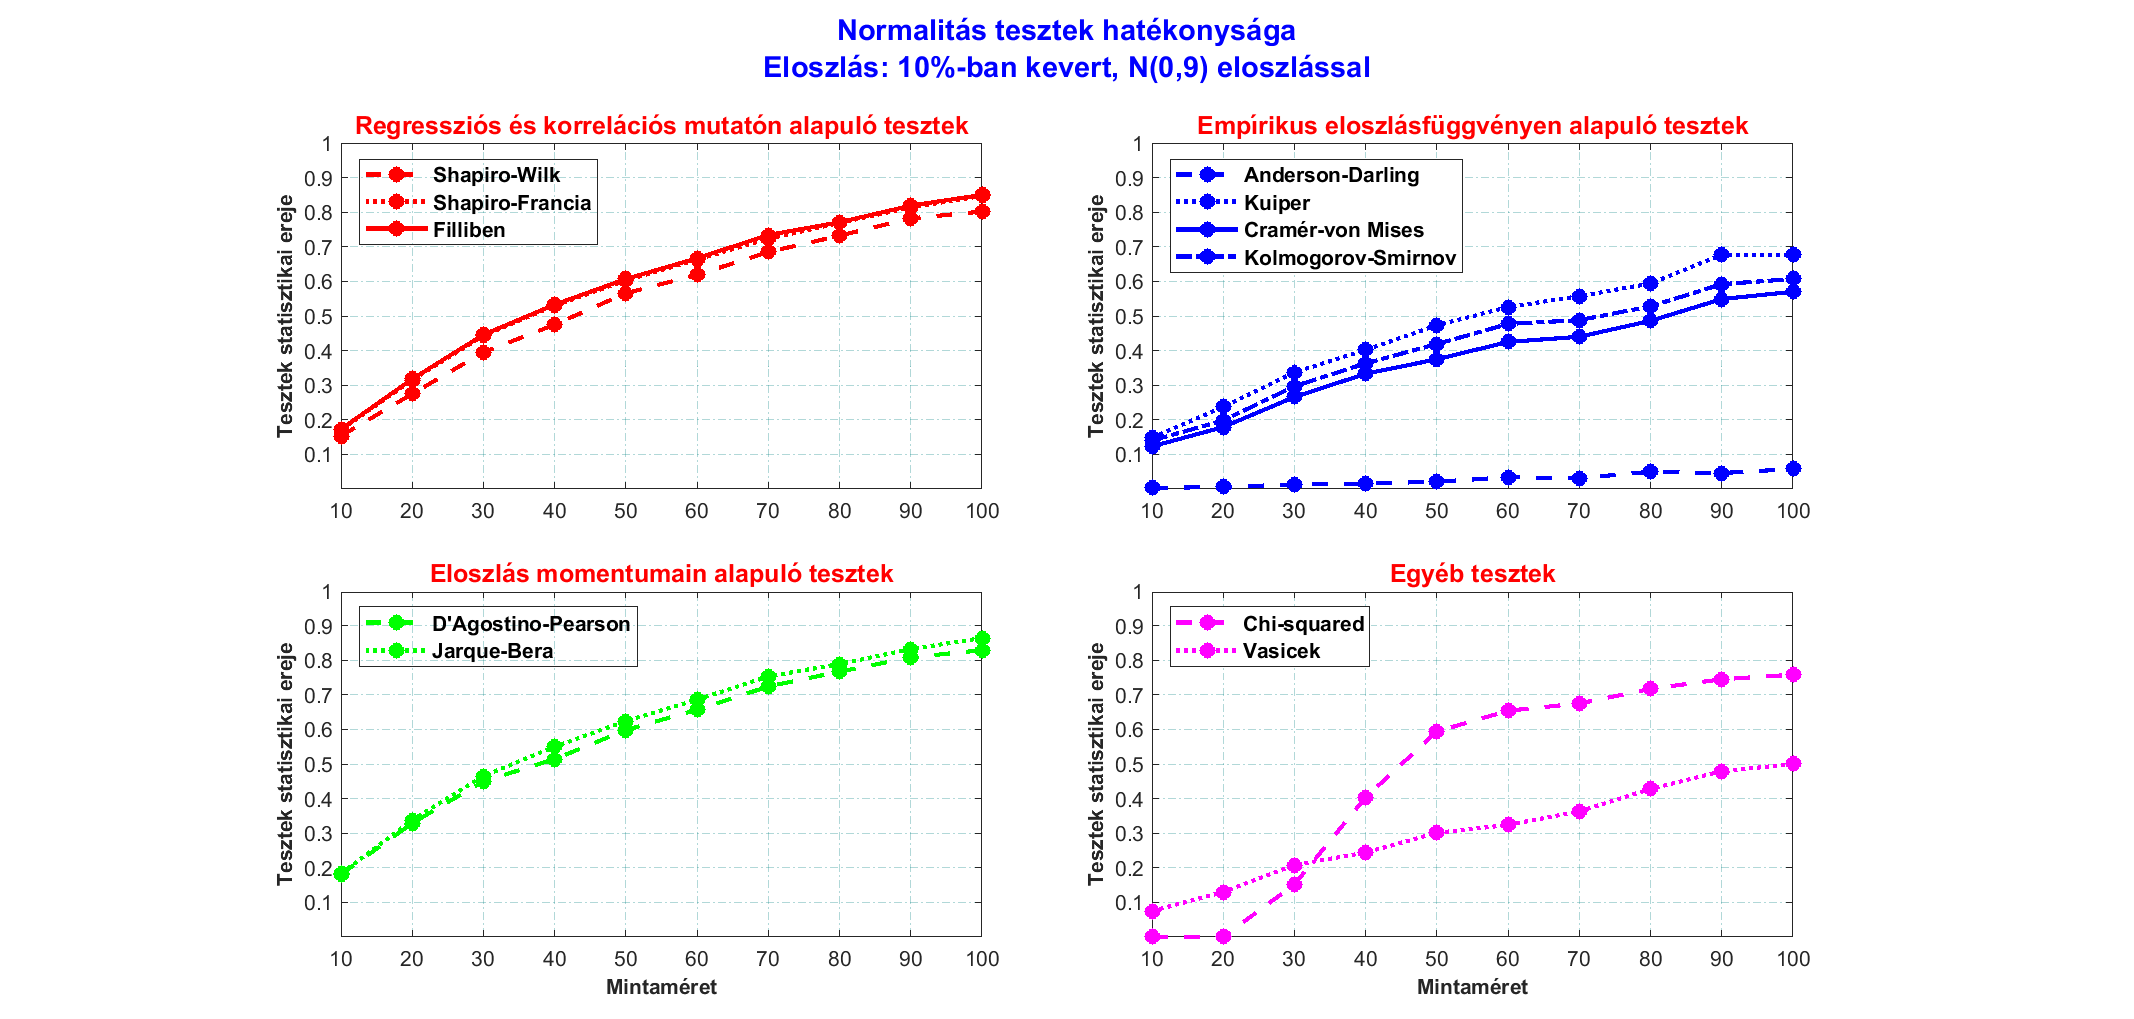 Normalitás tesztek hatékonysága
Eloszlás: 10%-ban kevert, N(0,9) eloszlással
Regressziós és korrelációs mutatón alapuló tesztek
Tesztek statisztikai ereje
1
0.9
0.8
0.7
0.6
0.5
0.4
0.3
0.2
0.1
Shapiro-Wilk
Shapiro-Francia
Filliben
10 20 30 40 50 60 70 80 90 100
Empírikus eloszlásfüggvényen alapuló tesztek
Tesztek statisztikai ereje
1
0.9
0.8
0.7
0.6
0.5
0.4
0.3
0.2
0.1
Anderson-Darling
Kuiper
Cramér-von Mises
Kolmogorov-Smirnov
10 20 30 40 50 60 70 80 90 100
Eloszlás momentumain alapuló tesztek
Tesztek statisztikai ereje
1
0.9
0.8
0.7
0.6
0.5
0.4
0.3
0.2
0.1
D'Agostino-Pearson
Jarque-Bera
10 20 30 40 50 60 70 80 90 100
Mintaméret
Egyéb tesztek
Tesztek statisztikai ereje
1
0.9
0.8
0.7
0.6
0.5
0.4
0.3
0.2
0.1
Chi-squared
Vasicek
10 20 30 40 50 60 70 80 90 100
Mintaméret